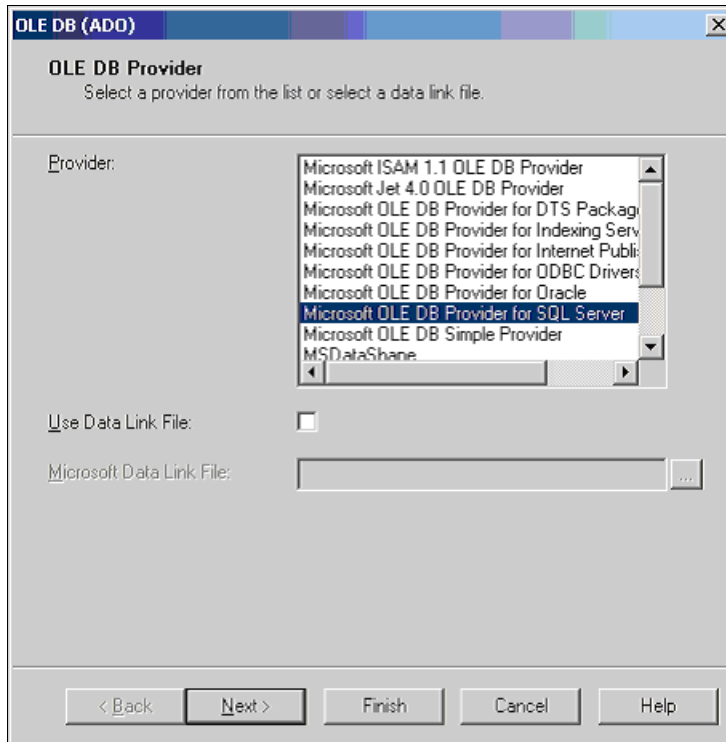 OLE DB (ADO)
OLE DB Provider
Select a provider from the list or select a data link file.
Provider:
Microsoft ISAM 1.1 OLE DB Provider
Microsoft Jet 4.0 OLE DB Provider
Microsoft OLE DB Provider for DTS Packag
Microsoft OLE DB Provider for Indexing Serv
Microsoft OLE DB Provider for Internet Publi
Microsoft OLE DB Provider for ODBC Drivers
Microsoft OLE DB Provider for Oracle
Microsoft OLE DB Provider for SQL Server
Microsoft OLE DB Simple Provider
MSDataShape
Use Data Link File:
Microsoft Data Link File:
...
< Back
Next >
Finish
Cancel
Help